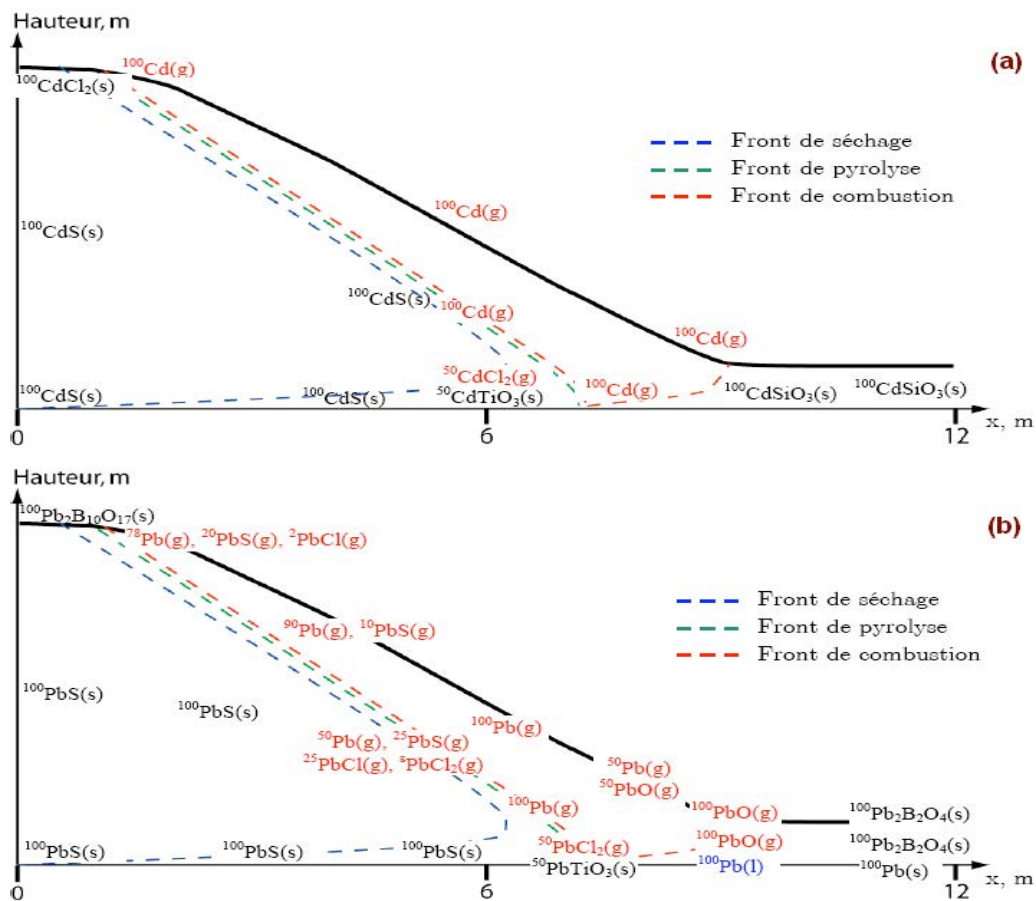 Hauteur, m
(a)
¹⁰⁰Cd(g)
¹⁰⁰CdCl₂(s)
Front de séchage
Front de pyrolyse
Front de combustion
¹⁰⁰Cd(g)
¹⁰⁰CdS(s)
¹⁰⁰CdS(s)
¹⁰⁰Cd(g)
¹⁰⁰Cd(g)
⁵⁰CdCl₂(g)
¹⁰⁰CdS(s) ¹⁰⁰CdS(s) ⁵⁰CdTiO₃(s) ¹⁰⁰Cd(g) ¹⁰⁰CdSiO₃(s) ¹⁰⁰CdSiO₃(s)
0 6 12 x, m
Hauteur, m
(b)
¹⁰⁰Pb₂B₁₀O₁₇(s)
⁷⁸Pb(g), ²⁰PbS(g), ²PbCl(g)
Front de séchage
Front de pyrolyse
Front de combustion
⁹⁰Pb(g), ¹⁰PbS(g)
¹⁰⁰PbS(s)
¹⁰⁰PbS(s)
¹⁰⁰Pb(g)
⁵⁰Pb(g), ²⁵PbS(g)
²⁵PbCl(g), ⁸PbCl₂(g)
⁵⁰Pb(g)
⁵⁰PbO(g)
¹⁰⁰Pb(g) ¹⁰⁰PbO(g) ¹⁰⁰Pb₂B₂O₄(s)
⁵⁰PbCl₂(g) ¹⁰⁰PbO(g) ¹⁰⁰Pb₂B₂O₄(s)
¹⁰⁰PbS(s) ¹⁰⁰PbS(s) ¹⁰⁰PbS(s) ⁵⁰PbTiO₃(s) ¹⁰⁰Pb(l) ¹⁰⁰Pb(s)
0 6 12 x, m